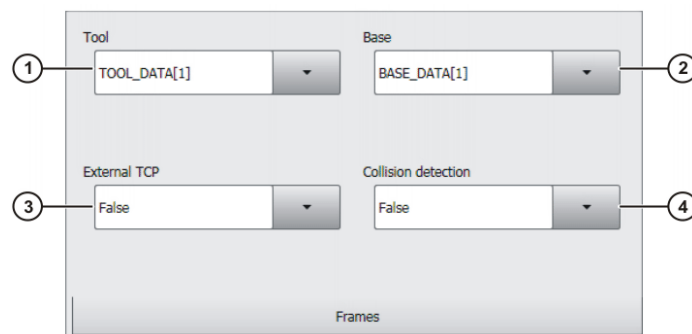 Tool
Base
1
TOOL_DATA[1]
BASE_DATA[1]
2
External TCP
Collision detection
3
False
False
4
Frames